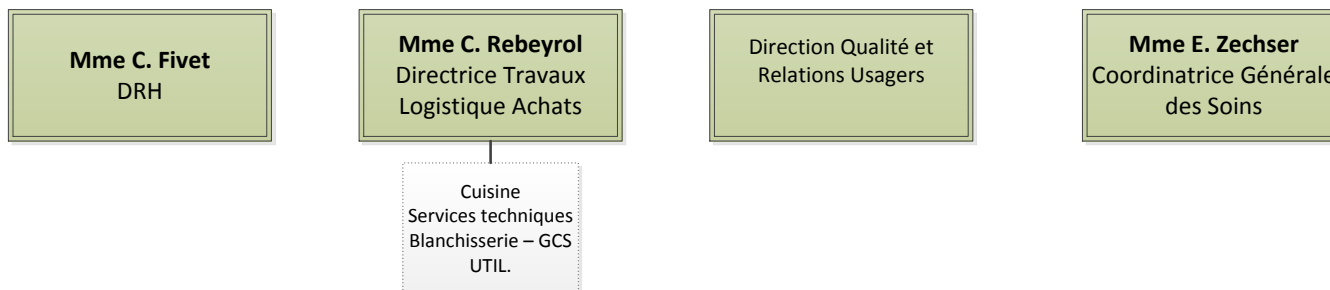 Mme C. Fivet
DRH
Mme C. Rebeyrol
Directrice Travaux
Logistique Achats
Direction Qualité et
Relations Usagers
Mme E. Zechser
Coordinatrice Générale
des Soins
Cuisine
Services techniques
Blanchisserie – GCS
UTIL.